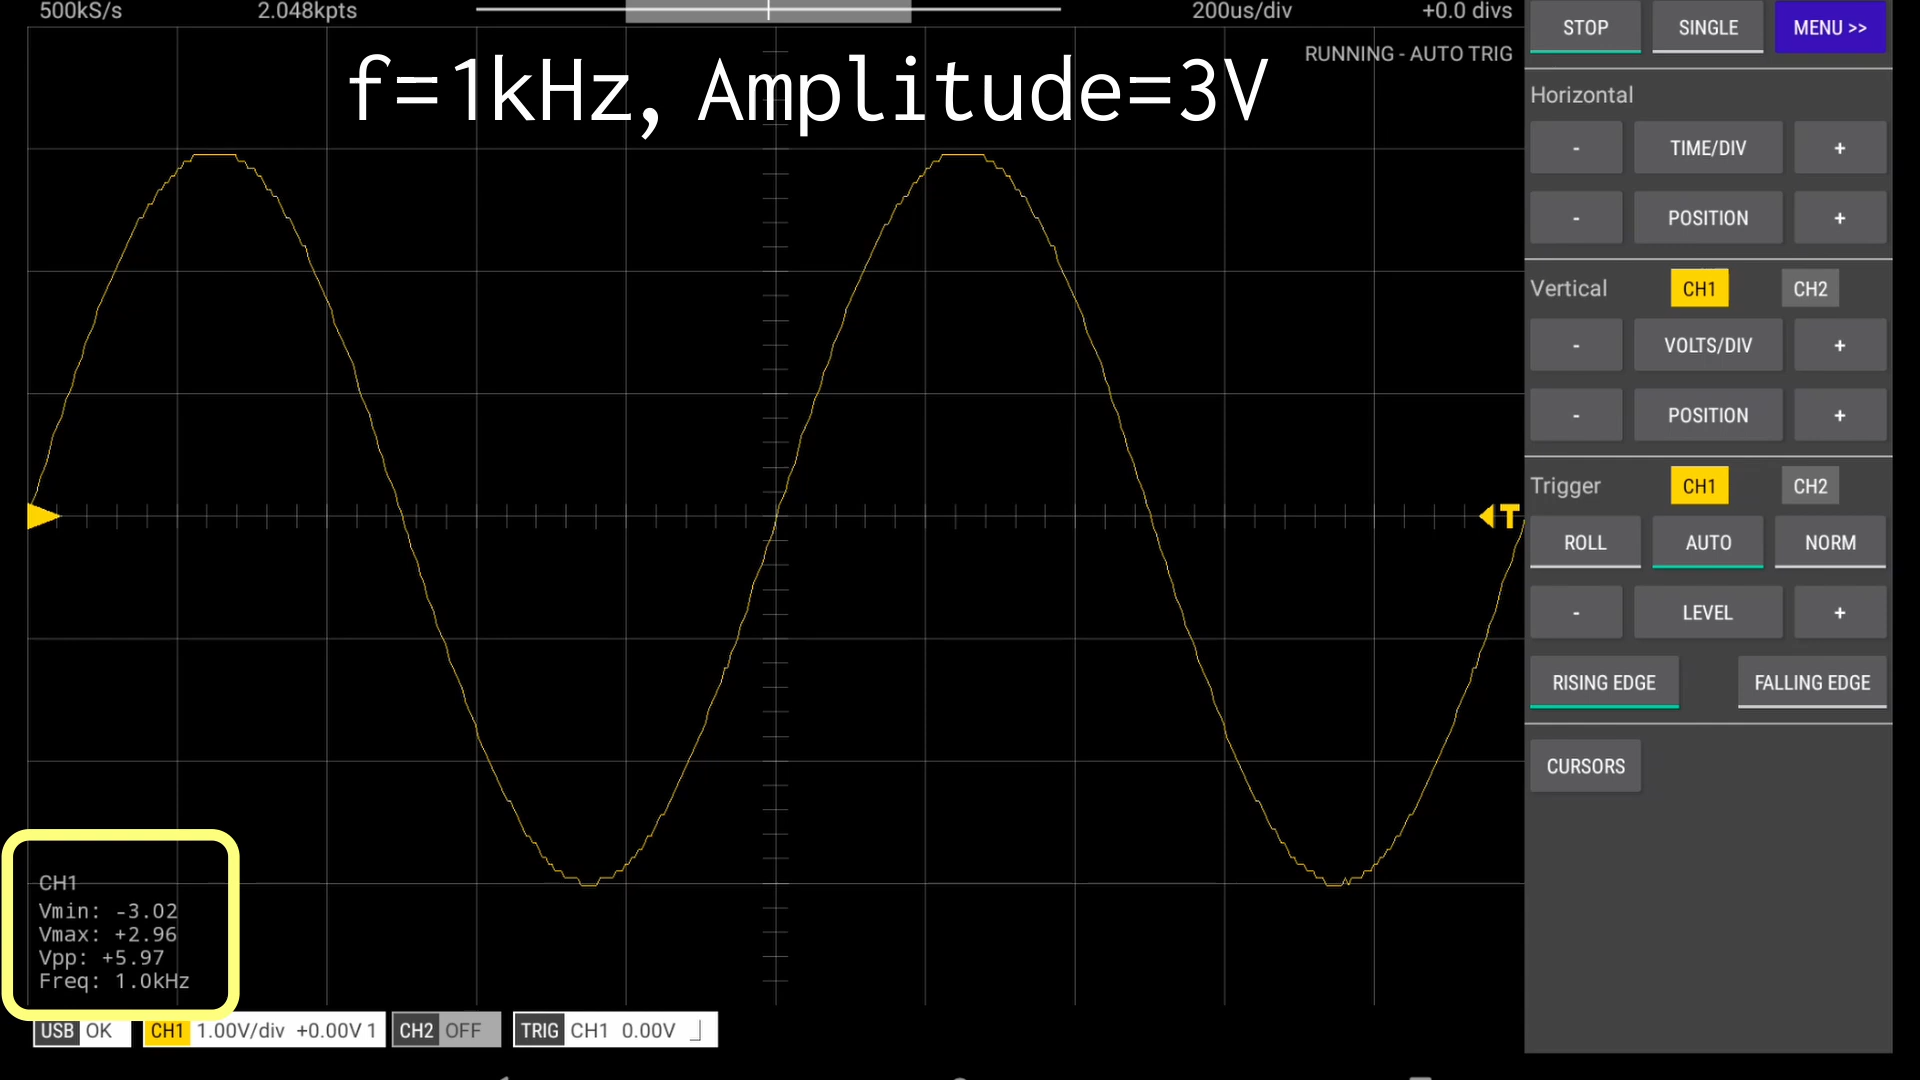 500kS/s 2.048kpts 200us/div +0.0 divs
RUNNING - AUTO TRIG
f=1kHz, Amplitude=3V
T
CH1
Vmin: -3.02
Vmax: +2.96
Vpp: +5.97
Freq: 1.0kHz
USB OK CH1 1.00V/div +0.00V 1 CH2 OFF TRIG CH1 0.00V
STOP SINGLE MENU >>
Horizontal
- TIME/DIV +
- POSITION +
Vertical CH1 CH2
- VOLTS/DIV +
- POSITION +
Trigger CH1 CH2
ROLL AUTO NORM
- LEVEL +
RISING EDGE FALLING EDGE
CURSORS